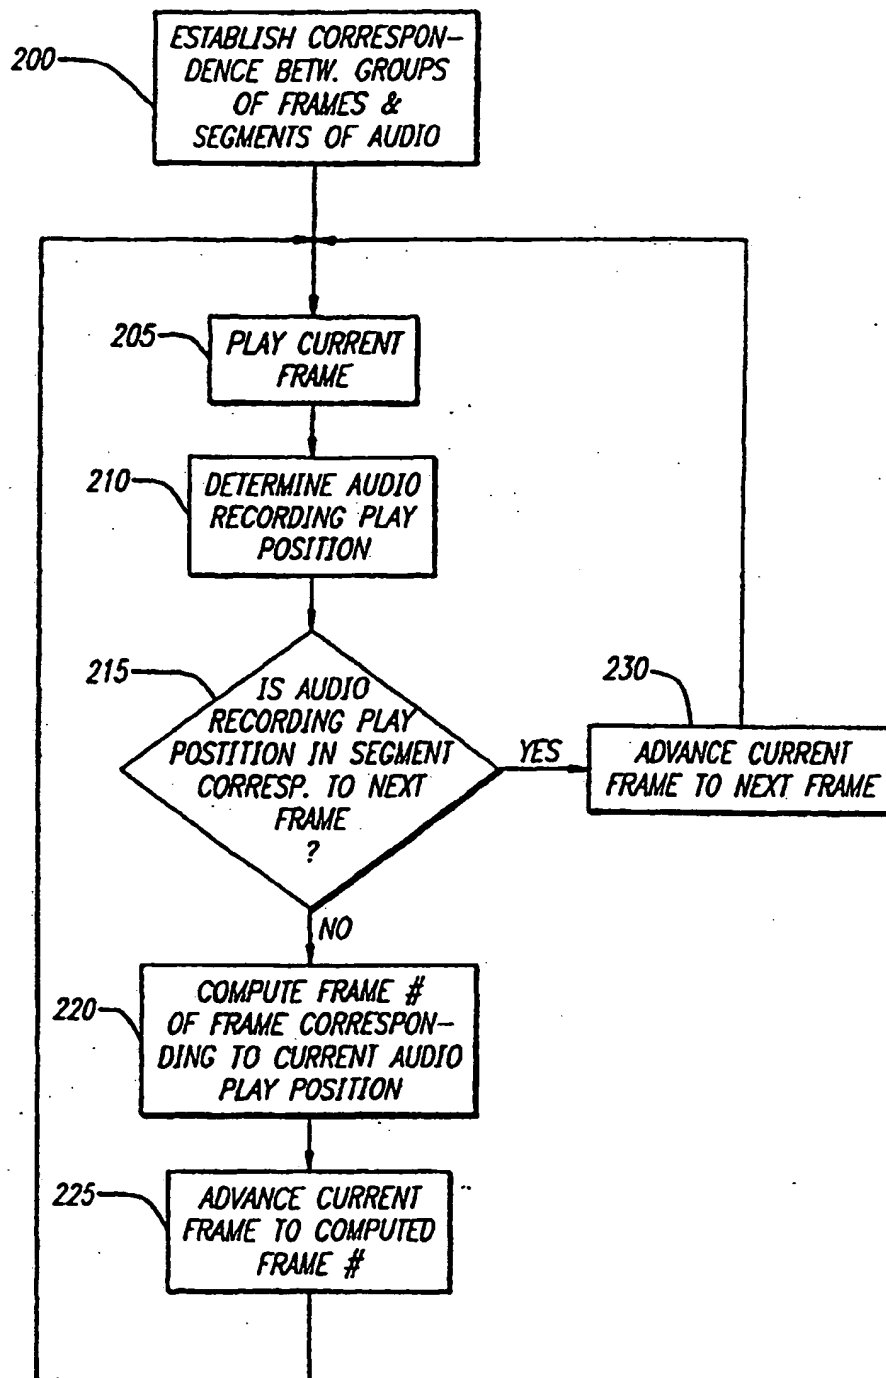 200
ESTABLISH CORRESPON-
DENCE BETW. GROUPS
OF FRAMES &
SEGMENTS OF AUDIO
205
PLAY CURRENT
FRAME
210
DETERMINE AUDIO
RECORDING PLAY
POSITION
215
IS AUDIO
RECORDING PLAY
POSTITION IN SEGMENT
CORRESP. TO NEXT
FRAME
?
YES
230
ADVANCE CURRENT
FRAME TO NEXT FRAME
NO
220
COMPUTE FRAME #
OF FRAME CORRESPON-
DING TO CURRENT AUDIO
PLAY POSITION
225
ADVANCE CURRENT
FRAME TO COMPUTED
FRAME #